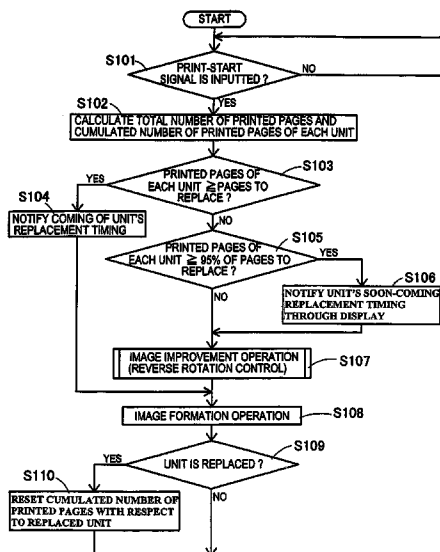 START
S101
PRINT-START
SIGNAL IS INPUTTED ?
NO
YES
S102
CALCULATE TOTAL NUMBER OF PRINTED PAGES AND
CUMULATED NUMBER OF PRINTED PAGES OF EACH UNIT
S103
PRINTED PAGES OF
EACH UNIT ≧ PAGES TO
REPLACE ?
YES
S104
NOTIFY COMING OF UNIT'S
REPLACEMENT TIMING
NO
S105
PRINTED PAGES OF
EACH UNIT ≧ 95% OF PAGES TO
REPLACE ?
YES
S106
NOTIFY UNIT'S SOON-COMING
REPLACEMENT TIMING
THROUGH DISPLAY
NO
IMAGE IMPROVEMENT OPERATION
(REVERSE ROTATION CONTROL)
S107
IMAGE FORMATION OPERATION
S108
S109
UNIT IS REPLACED ?
YES
S110
RESET CUMULATED NUMBER OF
PRINTED PAGES WITH RESPECT
TO REPLACED UNIT
NO